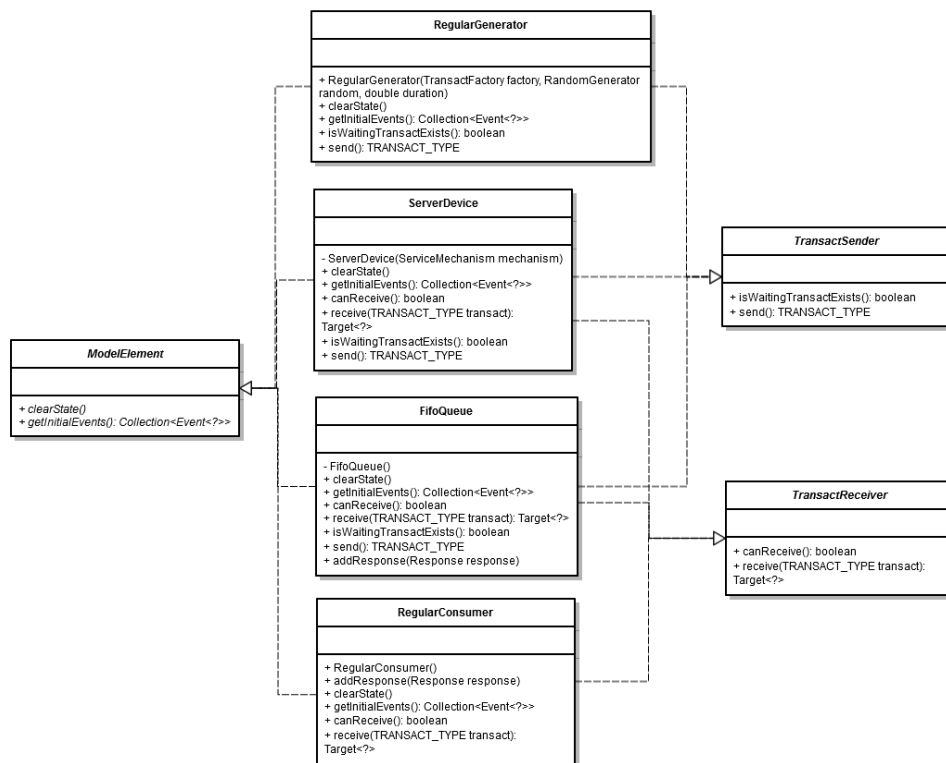 RegularGenerator
+ RegularGenerator(TransactFactory factory, RandomGenerator
random, double duration)
+ clearState()
+ getInitialEvents(): Collection<Event<?>>
+ isWaitingTransactExists(): boolean
+ send(): TRANSACT_TYPE
ServerDevice
- ServerDevice(ServiceMechanism mechanism)
+ clearState()
+ getInitialEvents(): Collection<Event<?>>
+ canReceive(): boolean
+ receive(TRANSACT_TYPE transact):
Target<?>
+ isWaitingTransactExists(): boolean
+ send(): TRANSACT_TYPE
TransactSender
+ isWaitingTransactExists(): boolean
+ send(): TRANSACT_TYPE
ModelElement
+ clearState()
+ getInitialEvents(): Collection<Event<?>>
FifoQueue
- FifoQueue()
+ clearState()
+ getInitialEvents(): Collection<Event<?>>
+ canReceive(): boolean
+ receive(TRANSACT_TYPE transact): Target<?>
+ isWaitingTransactExists(): boolean
+ send(): TRANSACT_TYPE
+ addResponse(Response response)
TransactReceiver
+ canReceive(): boolean
+ receive(TRANSACT_TYPE transact):
Target<?>
RegularConsumer
+ RegularConsumer()
+ addResponse(Response response)
+ clearState()
+ getInitialEvents(): Collection<Event<?>>
+ canReceive(): boolean
+ receive(TRANSACT_TYPE transact):
Target<?>